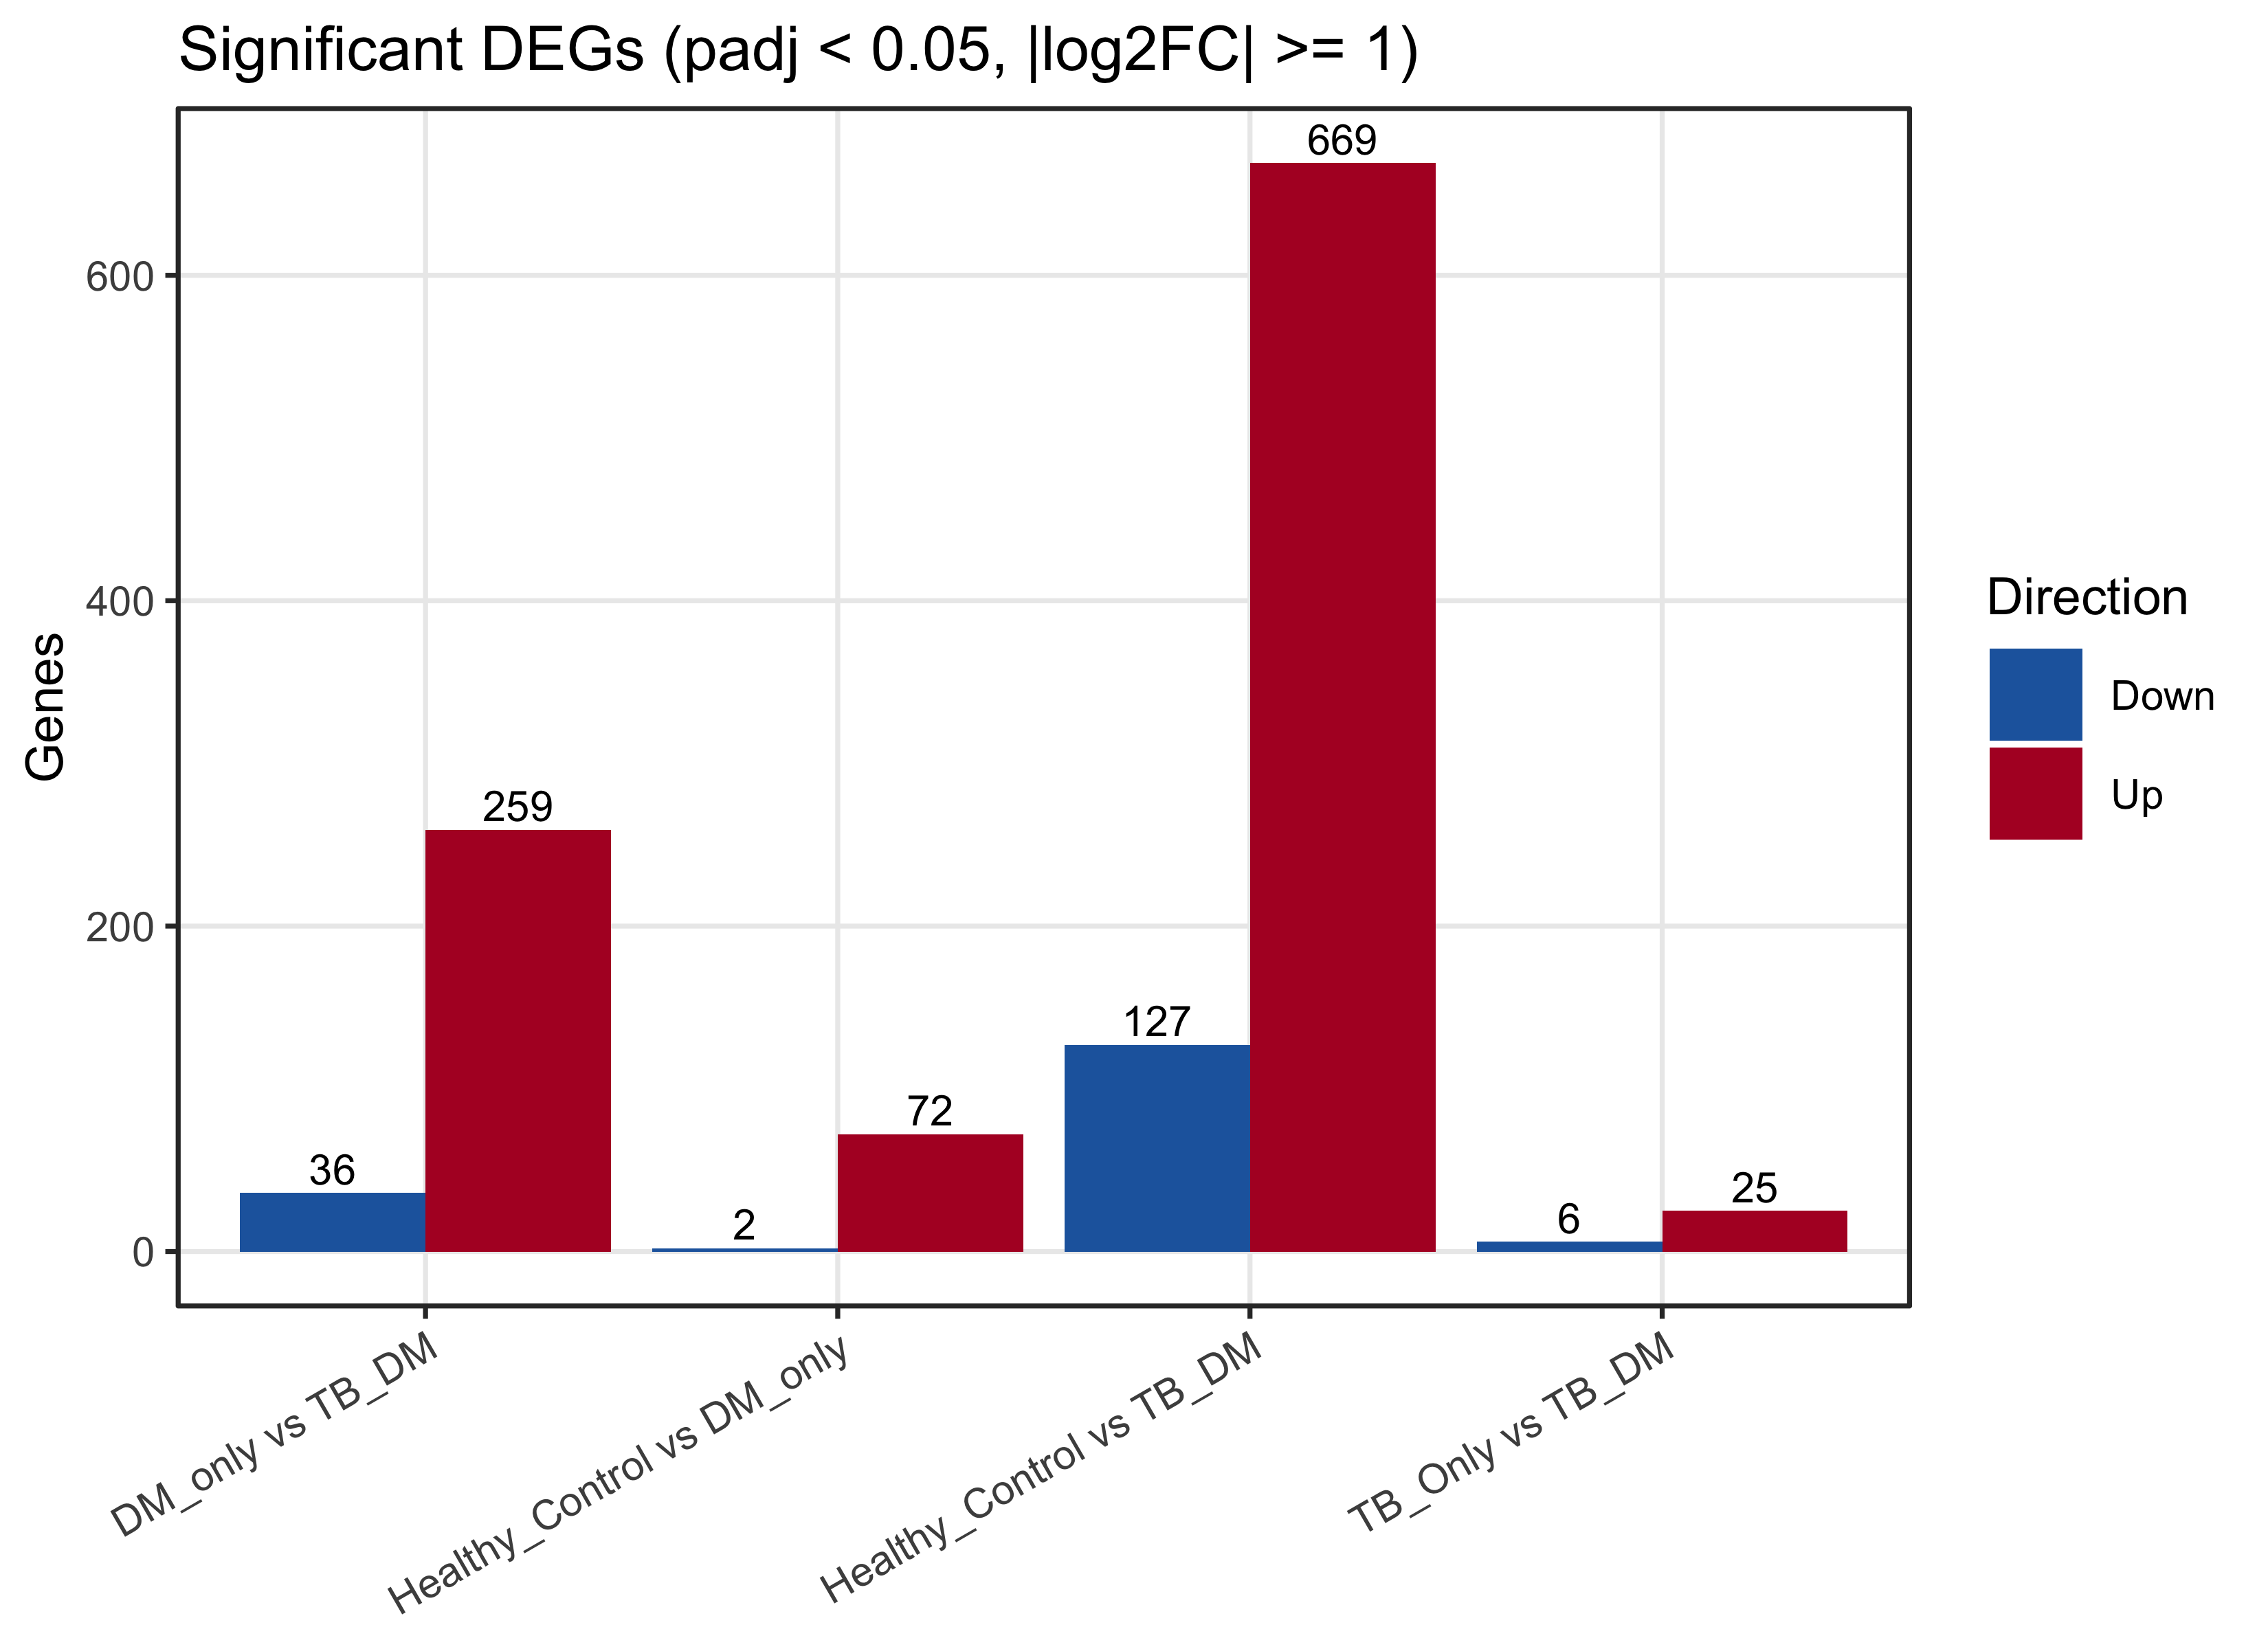 Significant DEGs (padj < 0.05, |log2FC| >= 1)
669
600
400
Genes
259
200
127
72
36
2
6
25
0
Direction
Down
Up
DM_only vs TB_DM
Healthy_Control vs DM_only
Healthy_Control vs TB_DM
TB_Only vs TB_DM